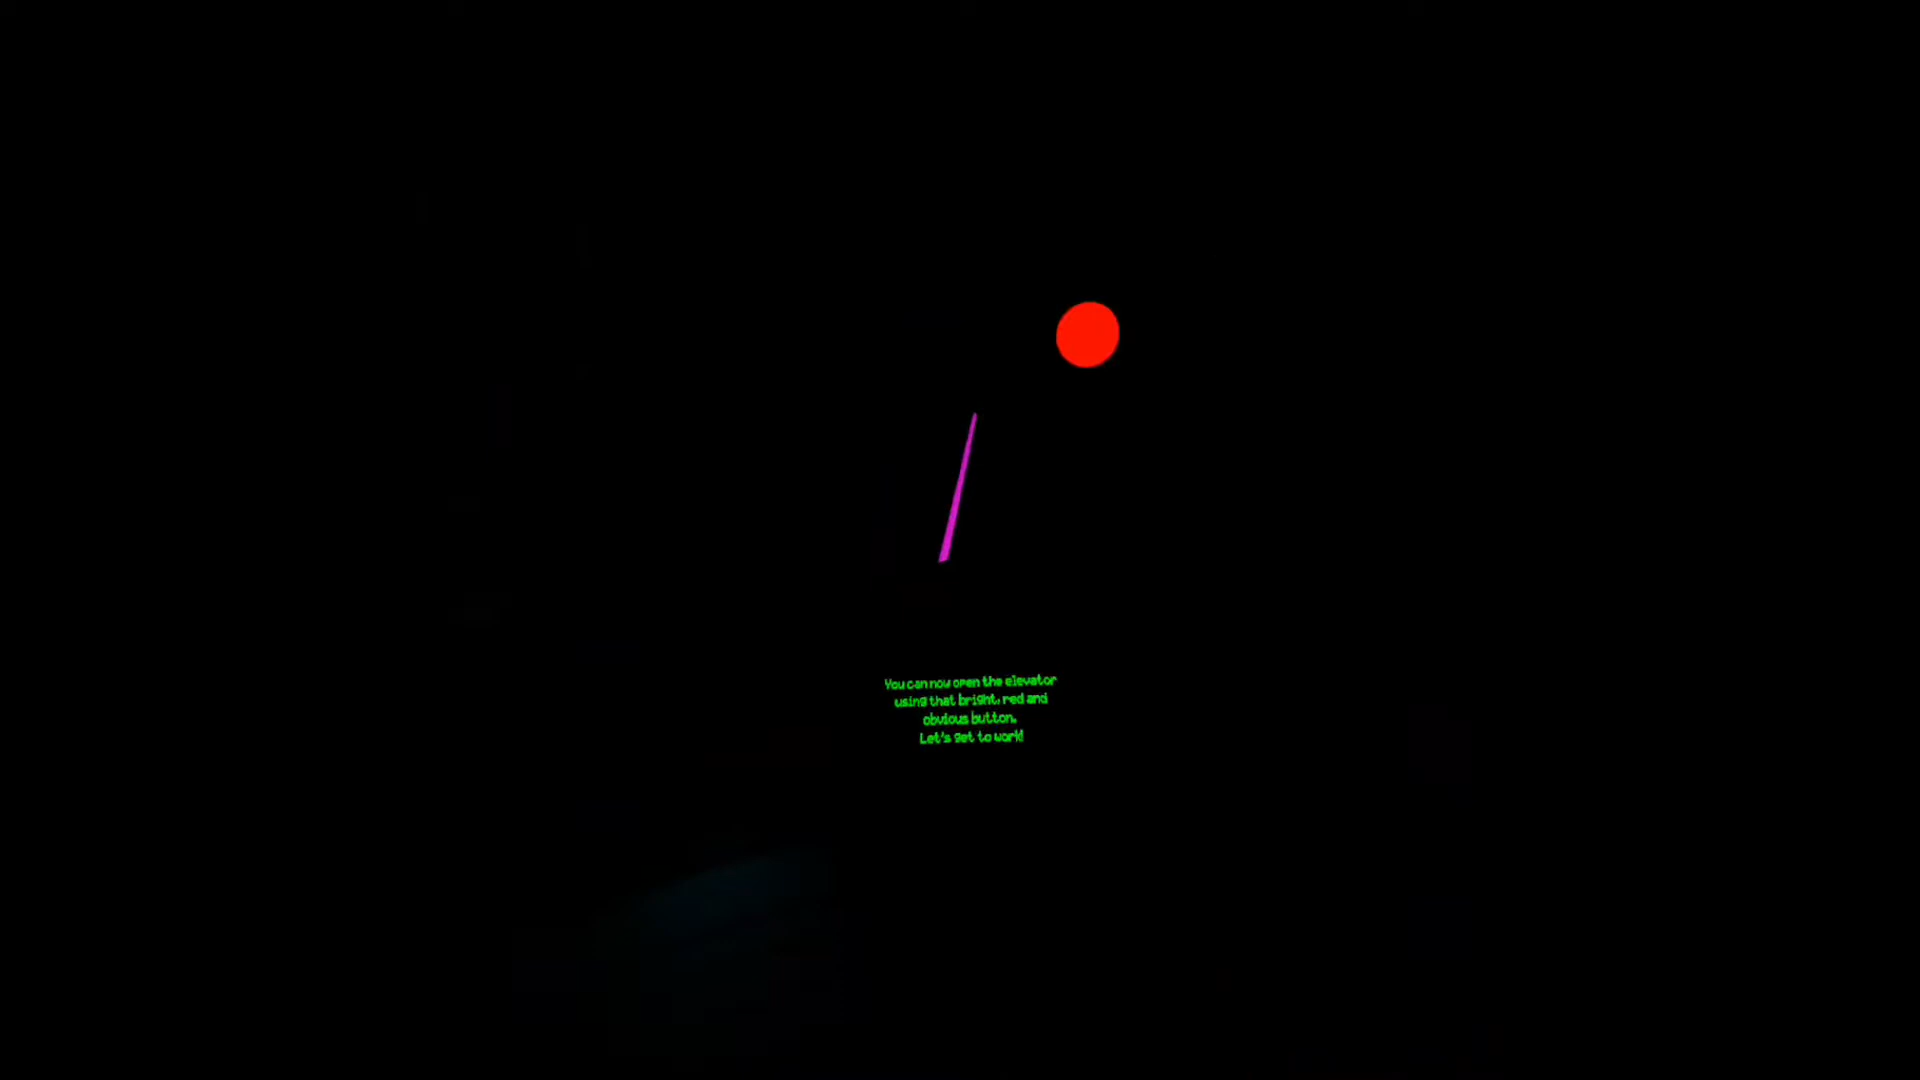 You can now open the elevator
using that bright, red and
obvious button.
Let's get to work!